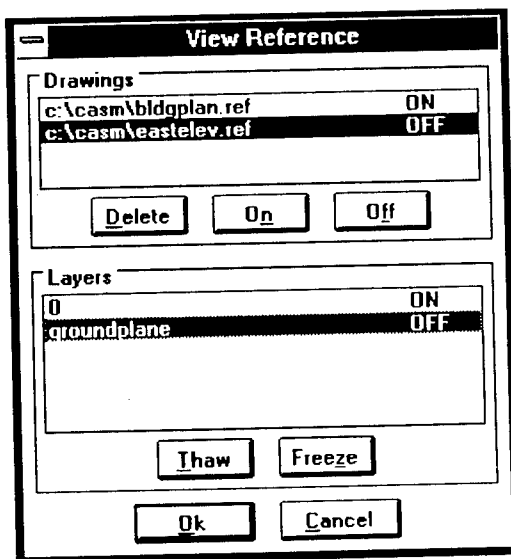 View Reference
Drawings
c:\casm\bldgplan.ref ON
c:\casm\eastelev.ref OFF
Delete On Off
Layers
0 ON
groundplane OFF
Thaw Freeze
Ok Cancel